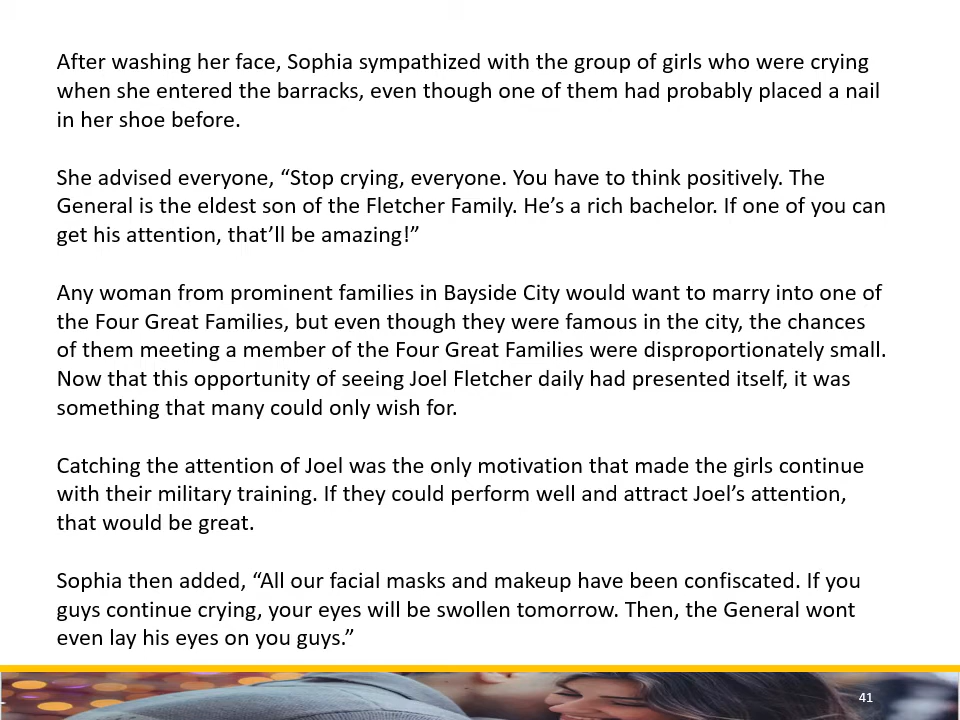 After washing her face, Sophia sympathized with the group of girls who were crying
when she entered the barracks, even though one of them had probably placed a nail
in her shoe before.
She advised everyone, “Stop crying, everyone. You have to think positively. The
General is the eldest son of the Fletcher Family. He’s a rich bachelor. If one of you can
get his attention, that’ll be amazing!”
Any woman from prominent families in Bayside City would want to marry into one of
the Four Great Families, but even though they were famous in the city, the chances
of them meeting a member of the Four Great Families were disproportionately small.
Now that this opportunity of seeing Joel Fletcher daily had presented itself, it was
something that many could only wish for.
Catching the attention of Joel was the only motivation that made the girls continue
with their military training. If they could perform well and attract Joel’s attention,
that would be great.
Sophia then added, “All our facial masks and makeup have been confiscated. If you
guys continue crying, your eyes will be swollen tomorrow. Then, the General wont
even lay his eyes on you guys.”
41